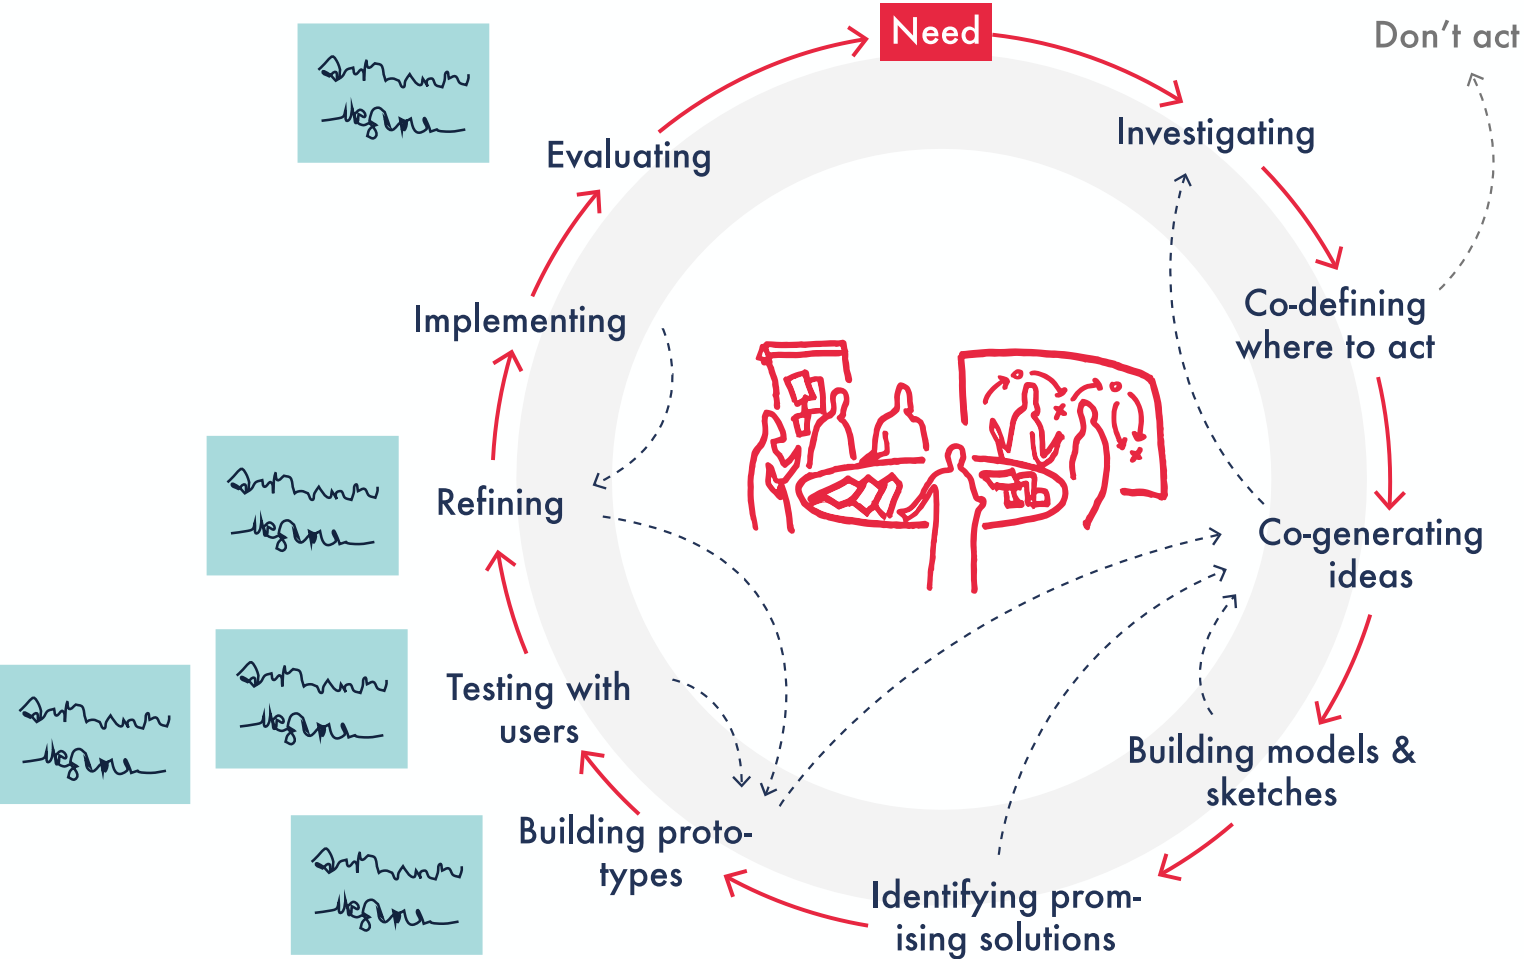 Need
Don't act
Investigating
Evaluating
Co-defining
where to act
Implementing
Refining
Co-generating
ideas
Testing with
users
Building models &
sketches
Building proto-
types
Identifying prom-
ising solutions